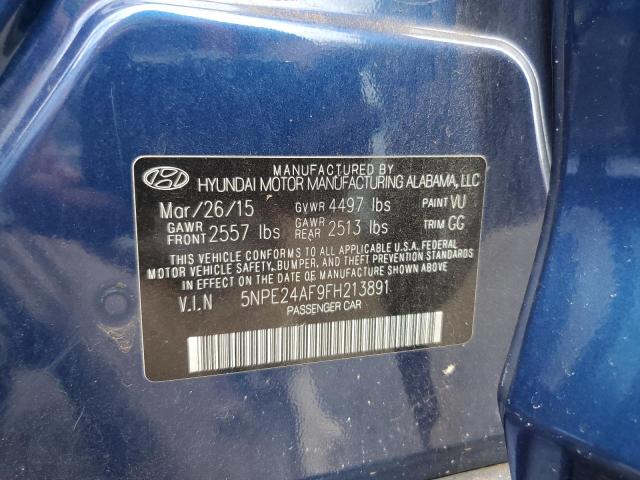 MANUFACTURED BY
HYUNDAI MOTOR MANUFACTURING ALABAMA, LLC
Mar/26/15 GVWR 4497 lbs PAINT VU
GAWR FRONT 2557 lbs GAWR REAR 2513 lbs TRIM GG
THIS VEHICLE CONFORMS TO ALL APPLICABLE U.S.A. FEDERAL
MOTOR VEHICLE SAFETY, BUMPER, AND THEFT PREVENTION STANDARDS
IN EFFECT ON THE DATE OF MANUFACTURE SHOWN ABOVE.
V.I.N 5NPE24AF9FH213891
PASSENGER CAR